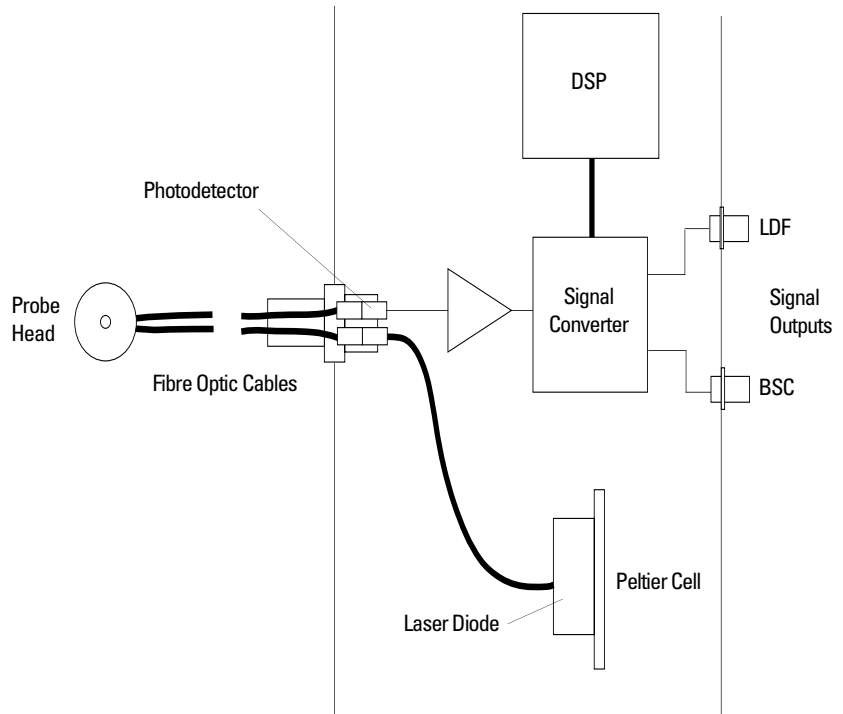 DSP
Photodetector
LDF
Probe
Head
Signal
Converter
Signal
Outputs
Fibre Optic Cables
BSC
Peltier Cell
Laser Diode